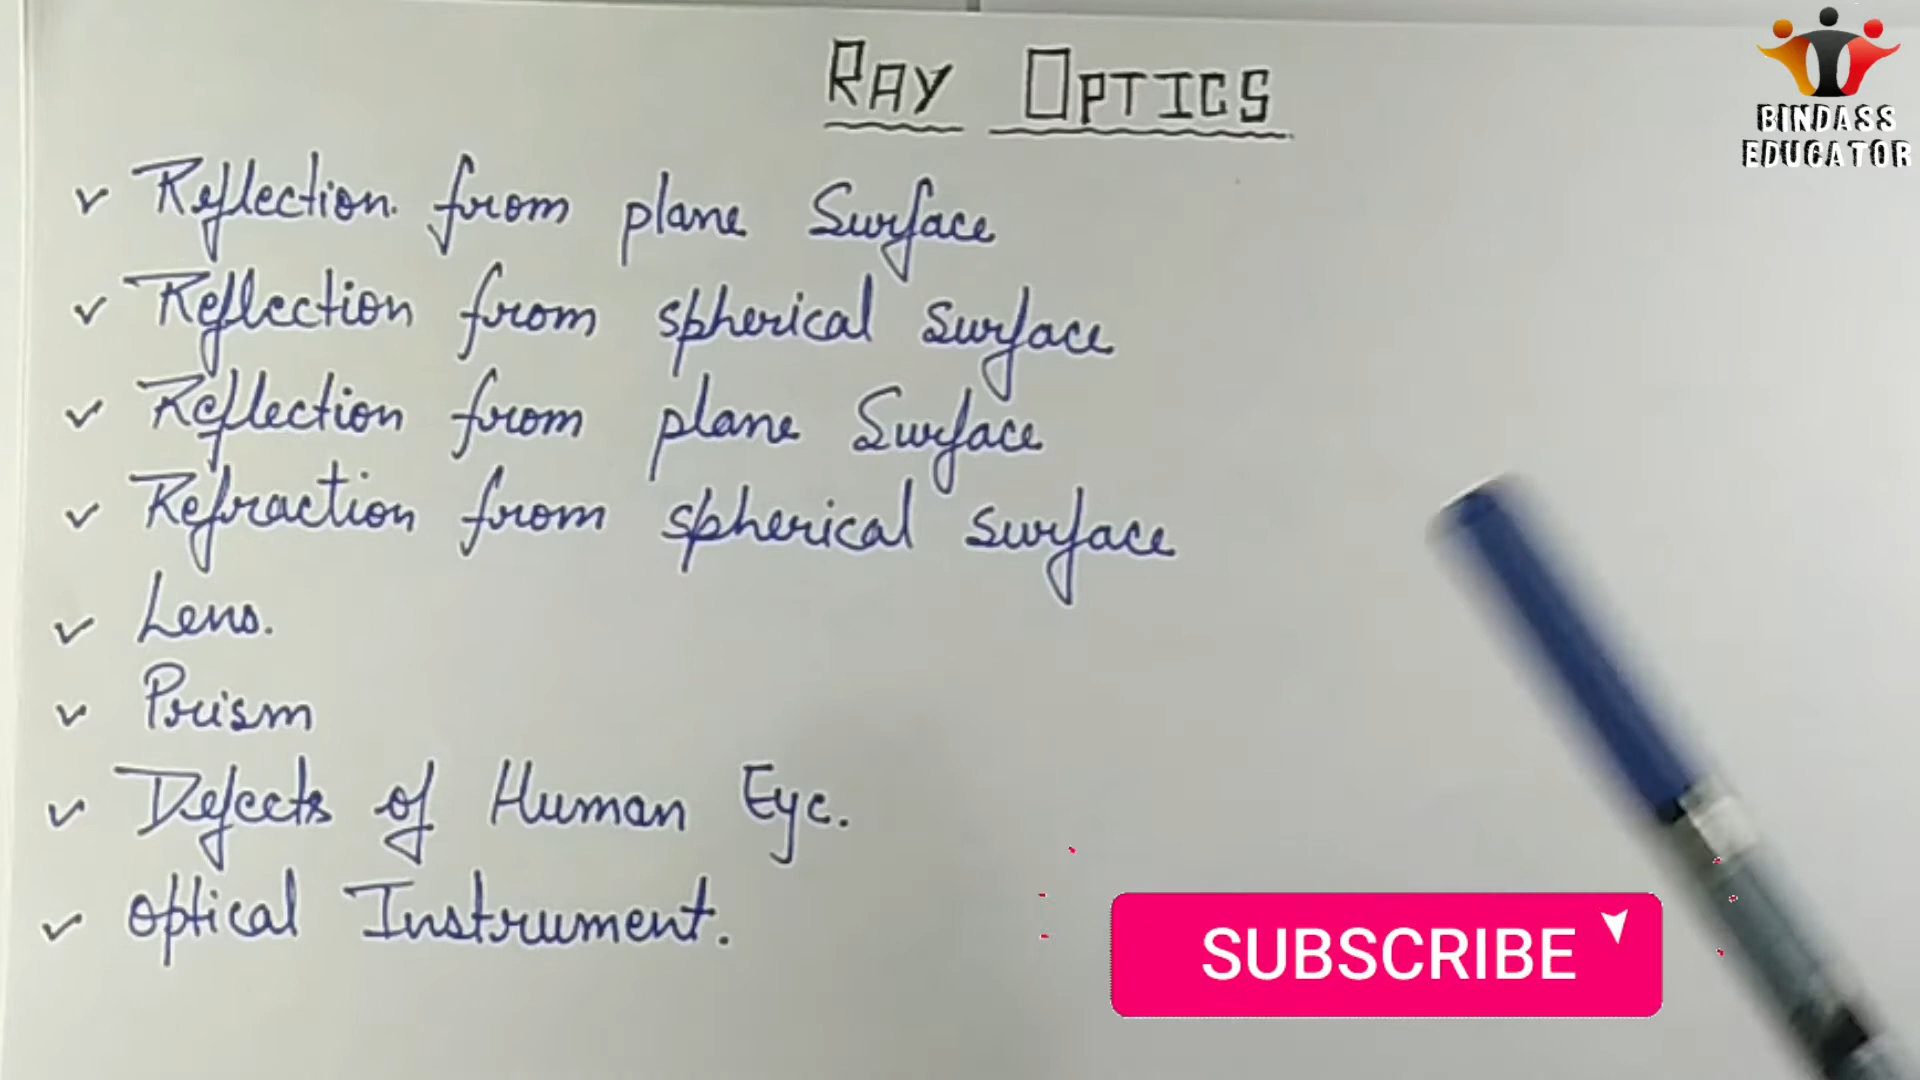 RAY OPTICS
BINDASS
EDUCATOR
Reflection from plane Surface
Reflection from spherical surface
Reflection from plane Surface
Refraction from spherical surface
Lens.
Prism
Defects of Human Eye.
Optical Instrument.
SUBSCRIBE